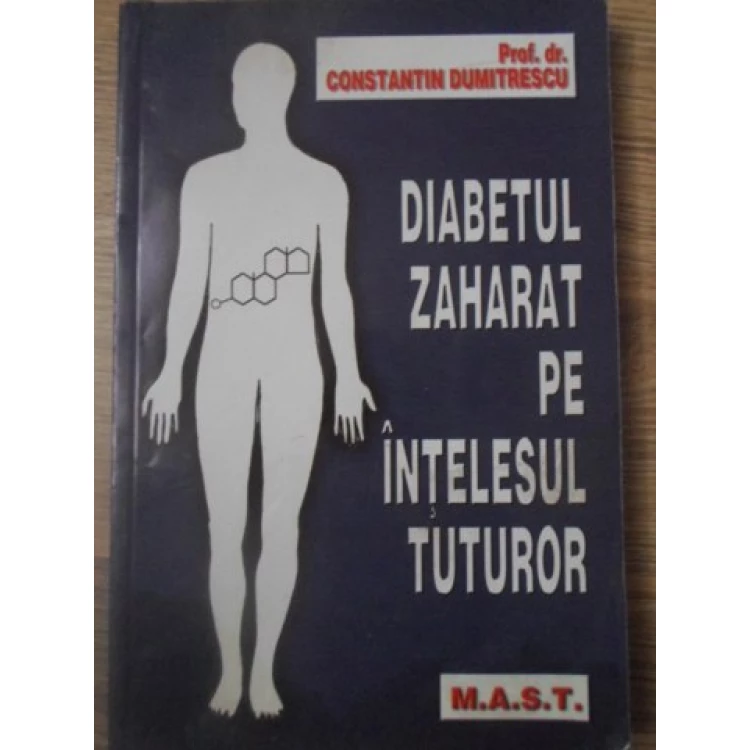 Prof. dr.
CONSTANTIN DUMITRESCU
DIABETUL
ZAHARAT
PE
ÎNȚELESUL
TUTUROR
M.A.S.T.